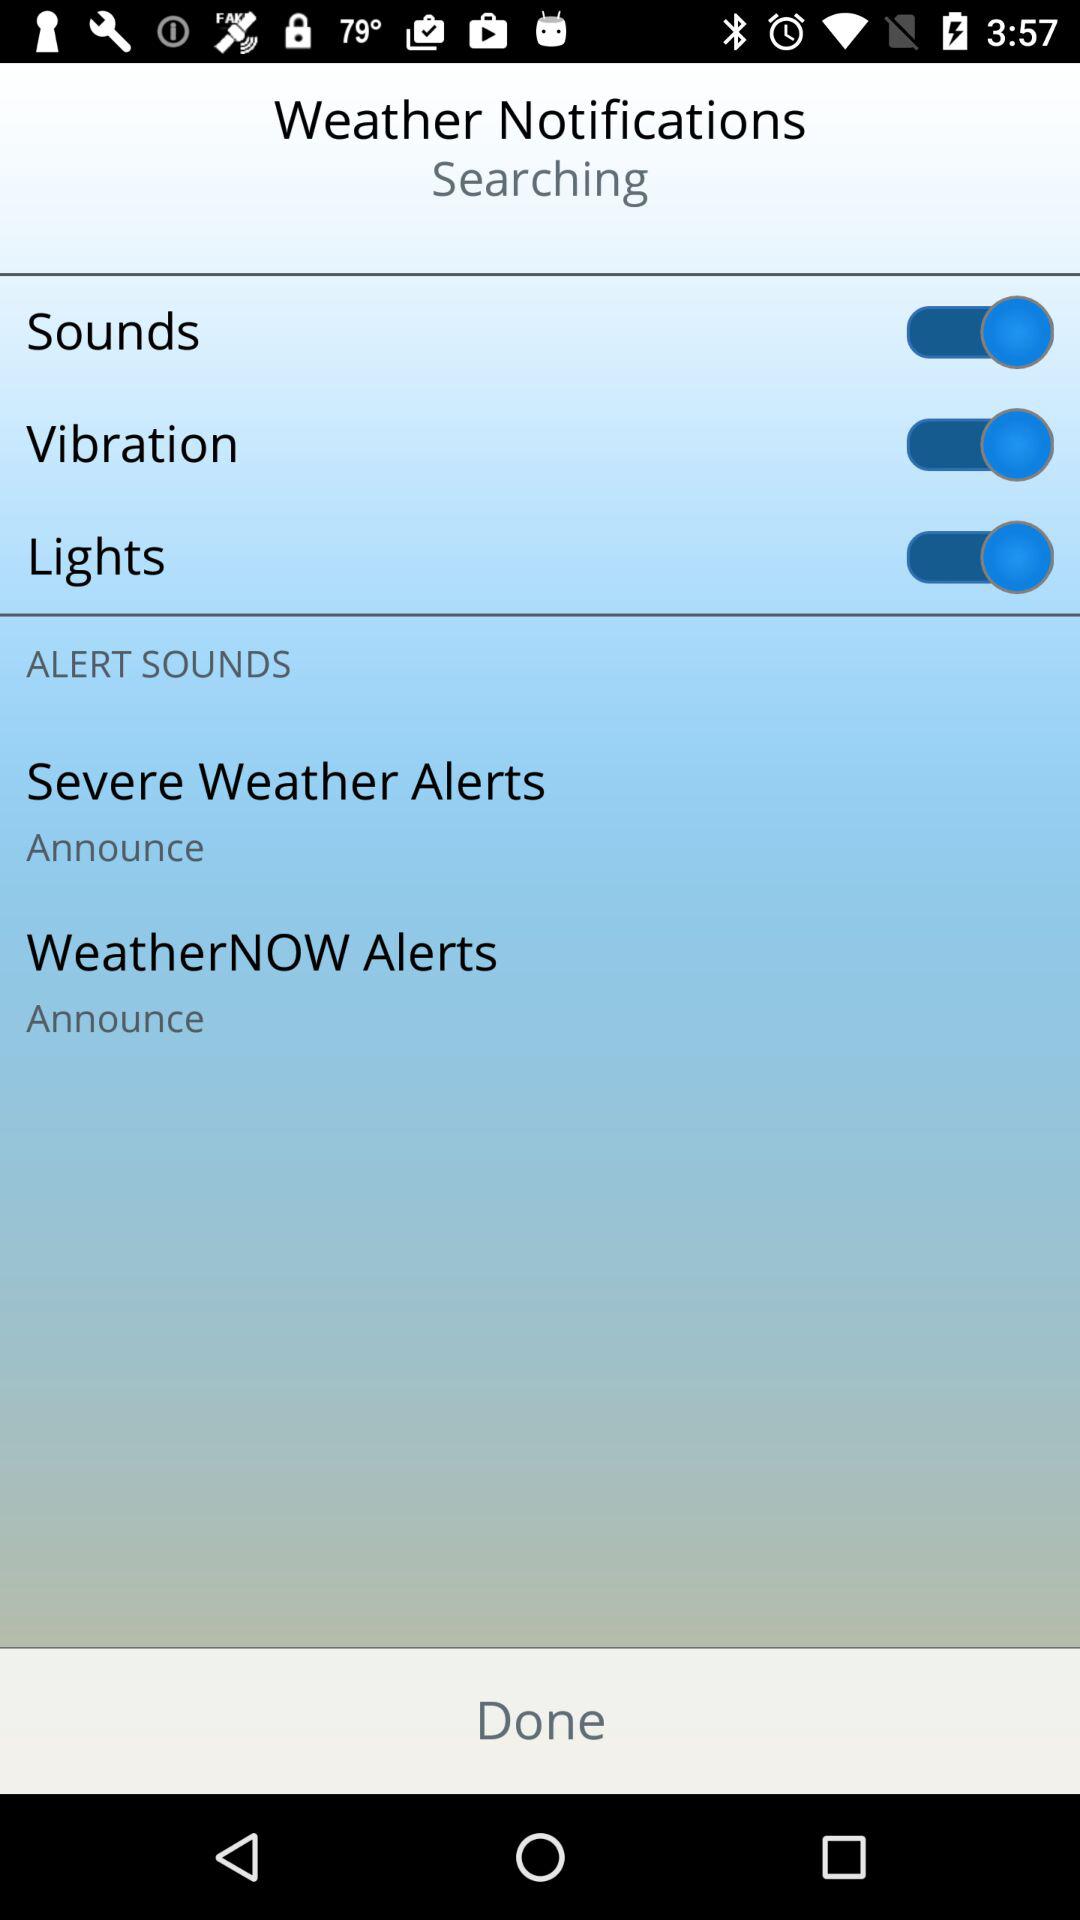 FAKE 79° 3:57
Weather Notifications
Searching
Sounds
Vibration
Lights
ALERT SOUNDS
Severe Weather Alerts
Announce
WeatherNOW Alerts
Announce
Done